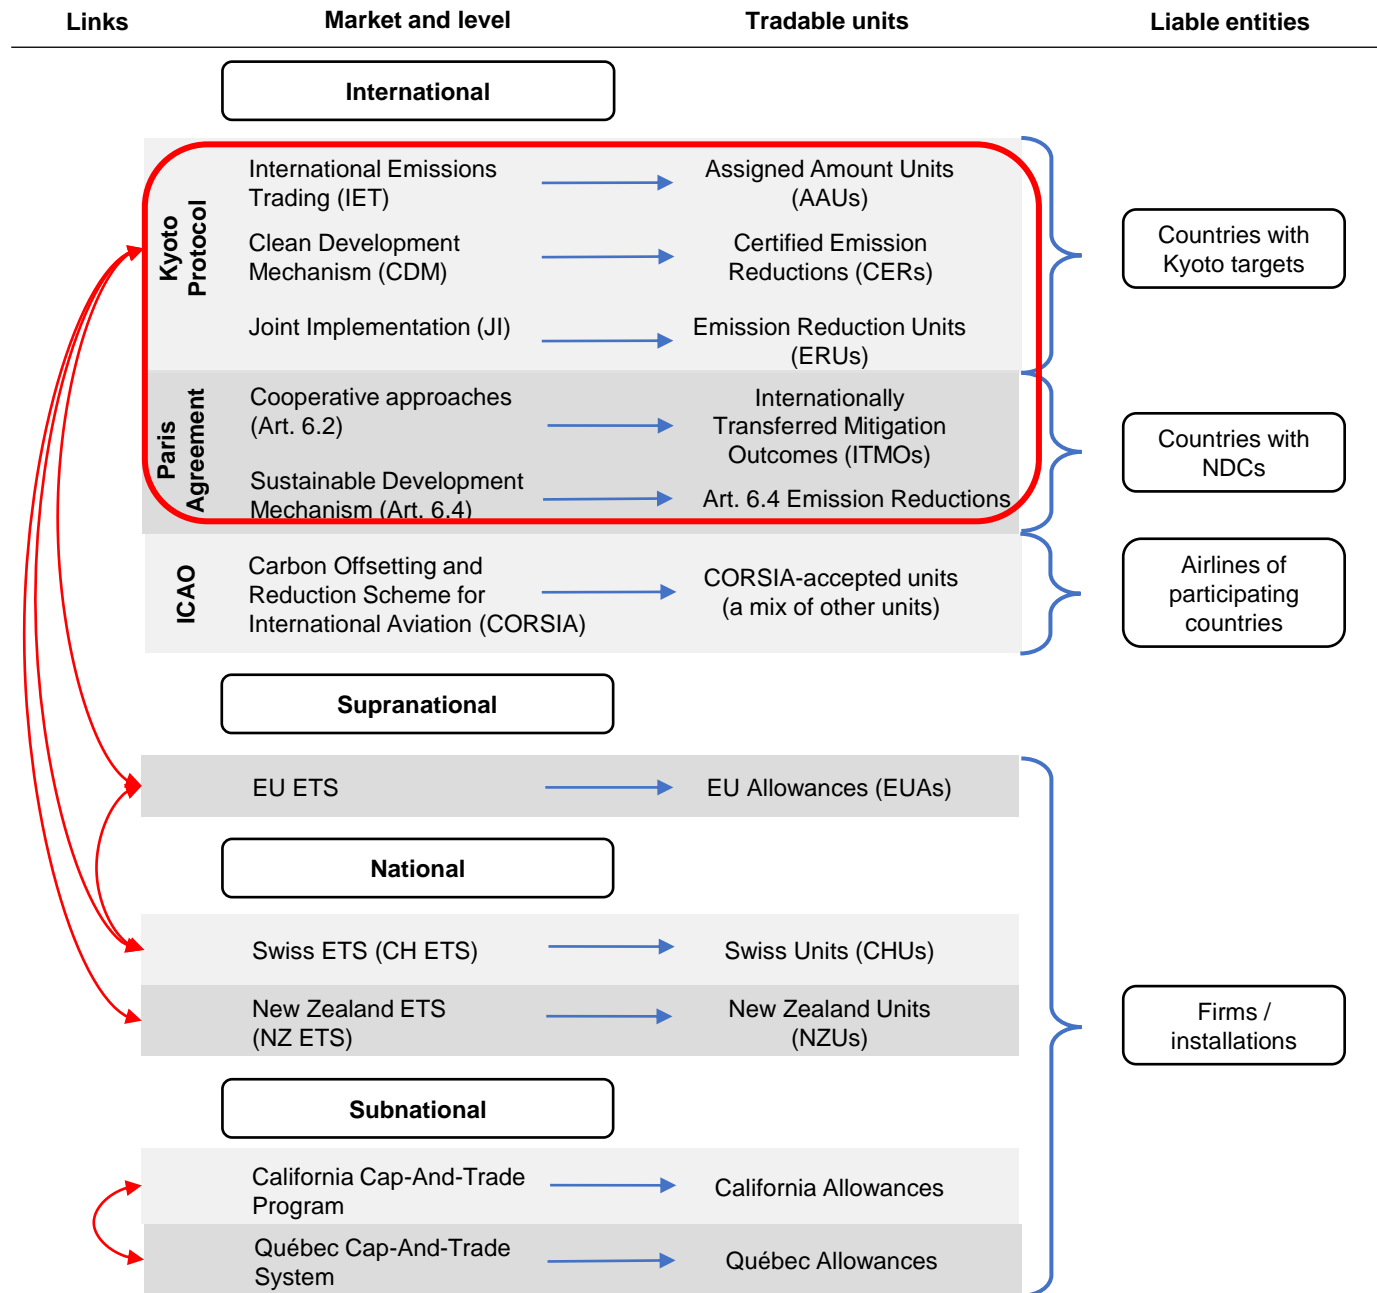 Links
Market and level
Tradable units
Liable entities
International
Kyoto
Protocol
International Emissions
Trading (IET)
Assigned Amount Units
(AAUs)
Clean Development
Mechanism (CDM)
Certified Emission
Reductions (CERs)
Joint Implementation (JI)
Emission Reduction Units
(ERUs)
Countries with
Kyoto targets
Paris
Agreement
Cooperative approaches
(Art. 6.2)
Internationally
Transferred Mitigation
Outcomes (ITMOs)
Sustainable Development
Mechanism (Art. 6.4)
Art. 6.4 Emission Reductions
Countries with
NDCs
ICAO
Carbon Offsetting and
Reduction Scheme for
International Aviation (CORSIA)
CORSIA-accepted units
(a mix of other units)
Airlines of
participating
countries
Supranational
EU ETS
EU Allowances (EUAs)
National
Swiss ETS (CH ETS)
Swiss Units (CHUs)
New Zealand ETS
(NZ ETS)
New Zealand Units
(NZUs)
Firms /
installations
Subnational
California Cap-And-Trade
Program
California Allowances
Québec Cap-And-Trade
System
Québec Allowances